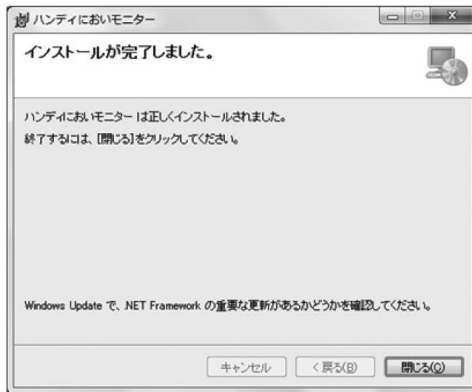 ハンディにおいモニター
インストールが完了しました。
ハンディにおいモニター は正しくインストールされました。
終了するには、[閉じる]をクリックしてください。
Windows Update で、.NET Framework の重要な更新があるかどうかを確認してください。
キャンセル
< 戻る(B)
閉じる(C)